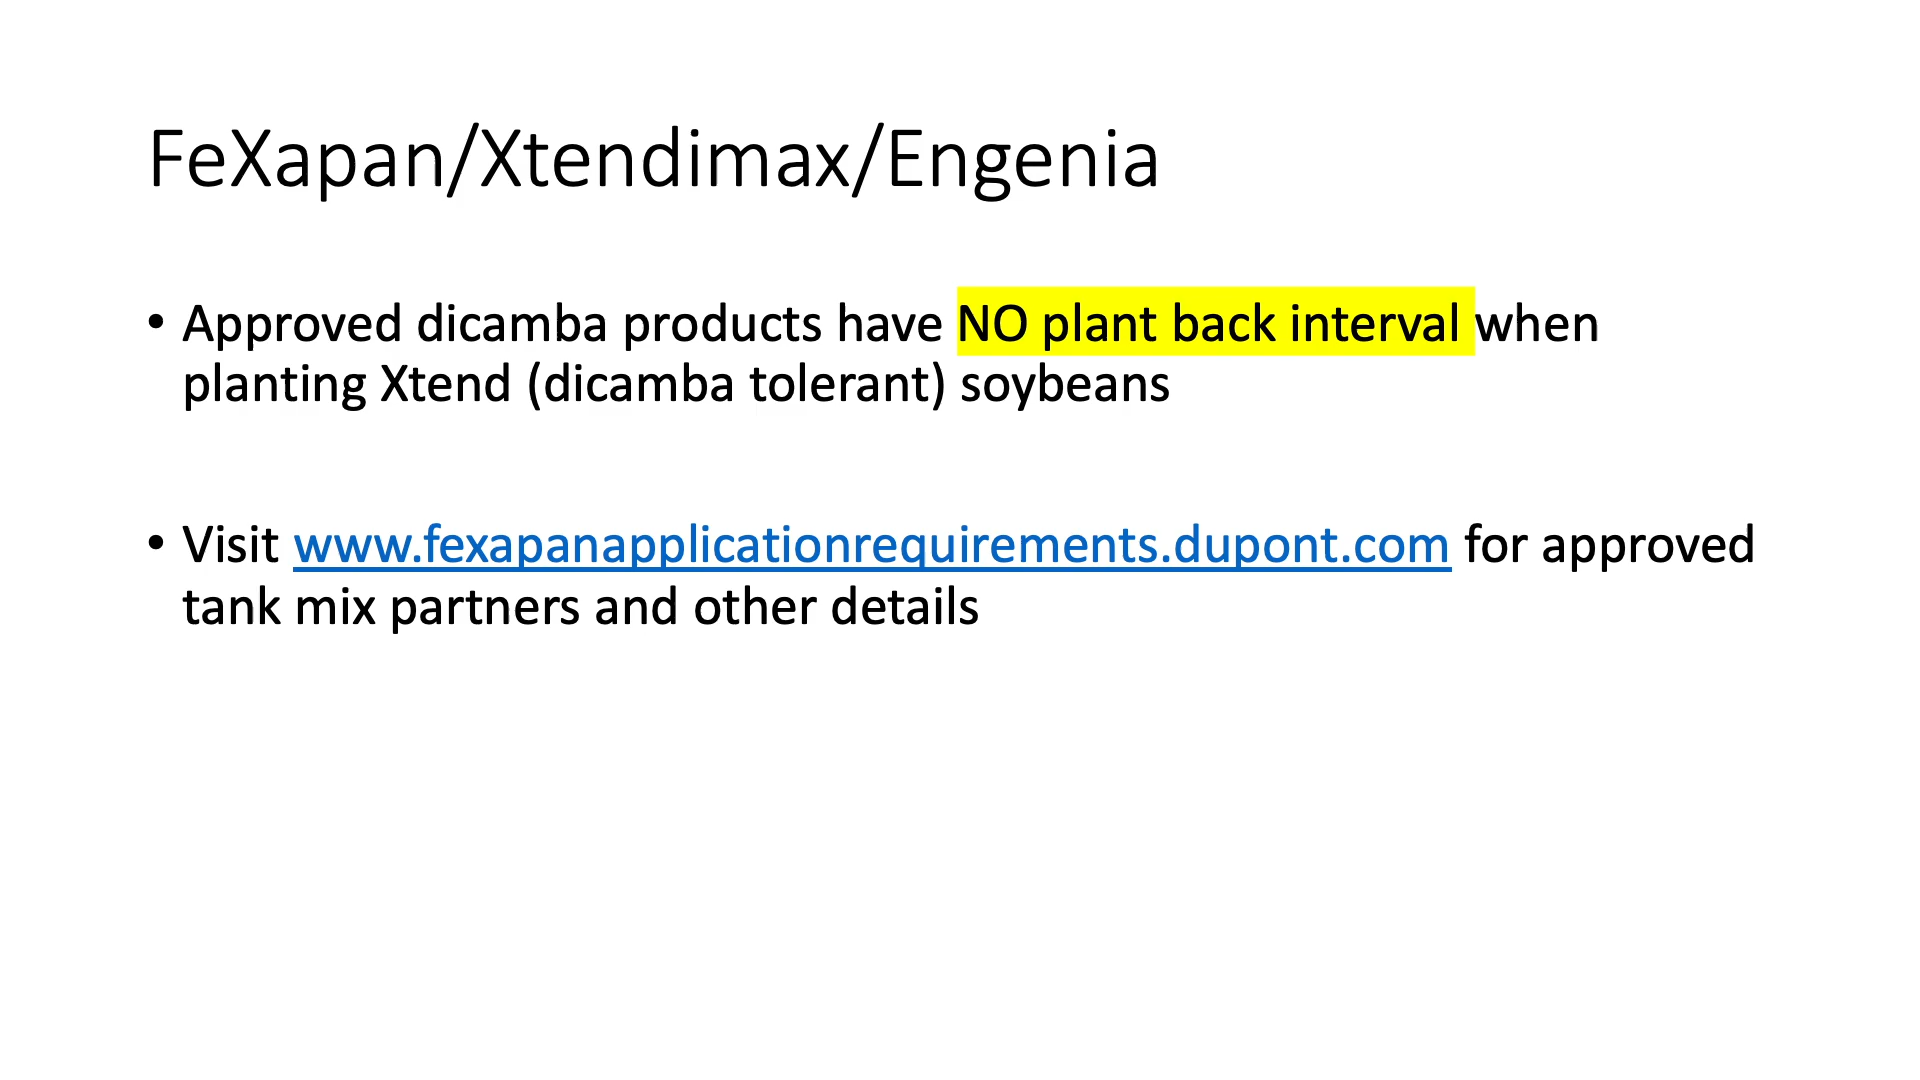 FeXapan/Xtendimax/Engenia
• Approved dicamba products have NO plant back interval when
planting Xtend (dicamba tolerant) soybeans
• Visit www.fexapanapplicationrequirements.dupont.com for approved
tank mix partners and other details